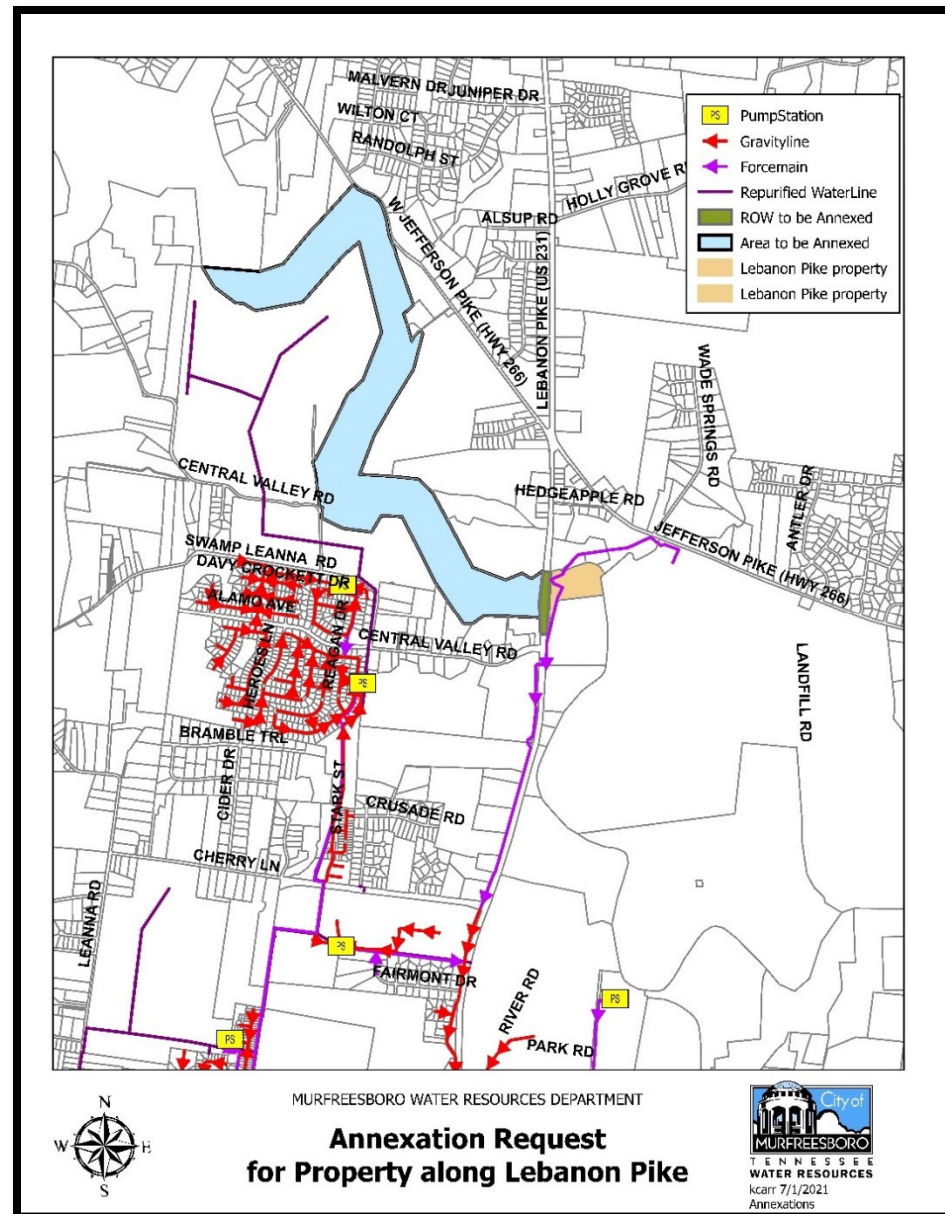 MALVERN DR
JUNIPER DR
WILTON CT
RANDOLPH ST
W JEFFERSON PIKE (HWY 266)
ALSUP RD
HOLLY GROVE RD
LEBANON PIKE (US 231)
PS PumpStation
Gravityline
Forcemain
Repurified WaterLine
ROW to be Annexed
Area to be Annexed
Lebanon Pike property
Lebanon Pike property
WADE SPRINGS RD
ANTLER DR
CENTRAL VALLEY RD
HEDGEAPPLE RD
JEFFERSON PIKE (HWY 266)
SWAMP LEANNA RD
DAVY CROCKETT DR
PS
ALAMO AVE
HEROES LN
REAGAN DR
CENTRAL VALLEY RD
PS
LANDFILL RD
BRAMBLE TRL
CIDER DR
STARK ST
CRUSADE RD
CHERRY LN
LEANNA RD
PS
FAIRMONT DR
RIVER RD
PS
PS
PARK RD
N
W E
S
MURFREESBORO WATER RESOURCES DEPARTMENT
Annexation Request
for Property along Lebanon Pike
City of
MURFREESBORO
TENNESSEE
WATER RESOURCES
kcarr 7/1/2021
Annexations